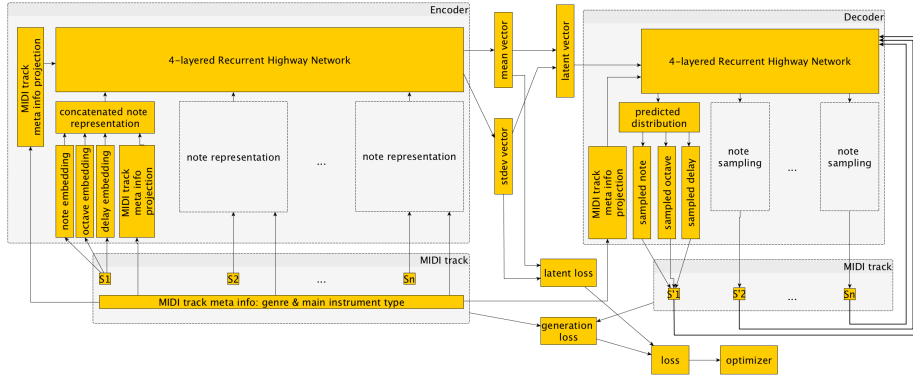 Encoder
MIDI track
meta info projection
4-layered Recurrent Highway Network
concatenated note
representation
note embedding
octave embedding
delay embedding
MIDI track
meta info
projection
note representation
...
note representation
MIDI track
S1
S2
...
Sn
MIDI track meta info: genre & main instrument type
mean vector
stdev vector
latent vector
latent loss
generation
loss
loss
optimizer
Decoder
4-layered Recurrent Highway Network
predicted
distribution
MIDI track
meta info
projection
sampled note
sampled octave
sampled delay
note
sampling
...
note
sampling
MIDI track
S'1
S'2
...
Sn